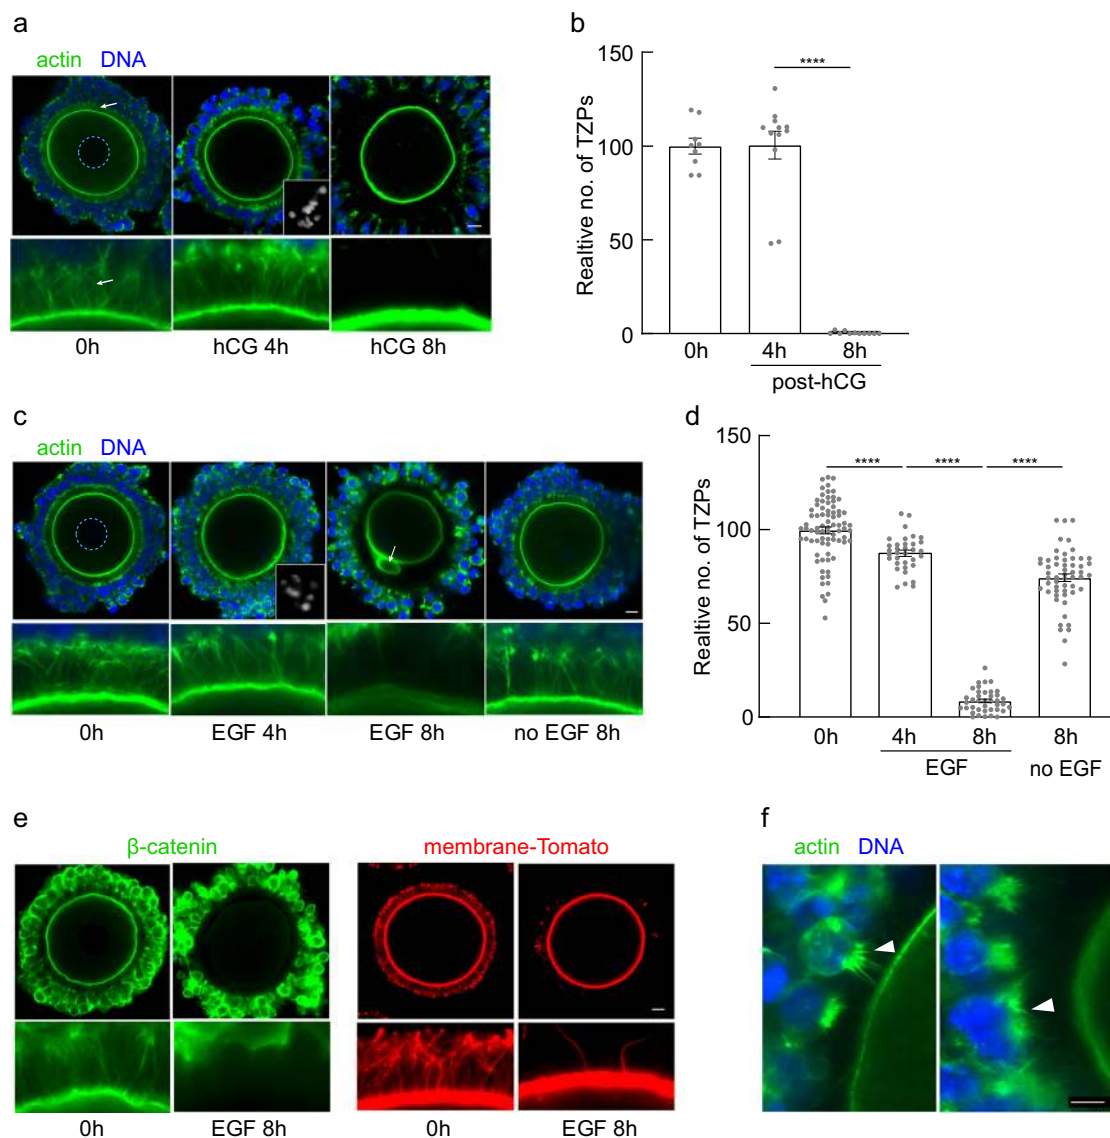 a
actin DNA
0h hCG 4h hCG 8h
b
Realtive no. of TZPs
150
100
50
0
****
0h 4h 8h
post-hCG
c
actin DNA
0h EGF 4h EGF 8h no EGF 8h
d
Realtive no. of TZPs
150
100
50
0
**** **** ****
0h 4h 8h 8h
EGF no EGF
e
β-catenin membrane-Tomato
0h EGF 8h 0h EGF 8h
f
actin DNA